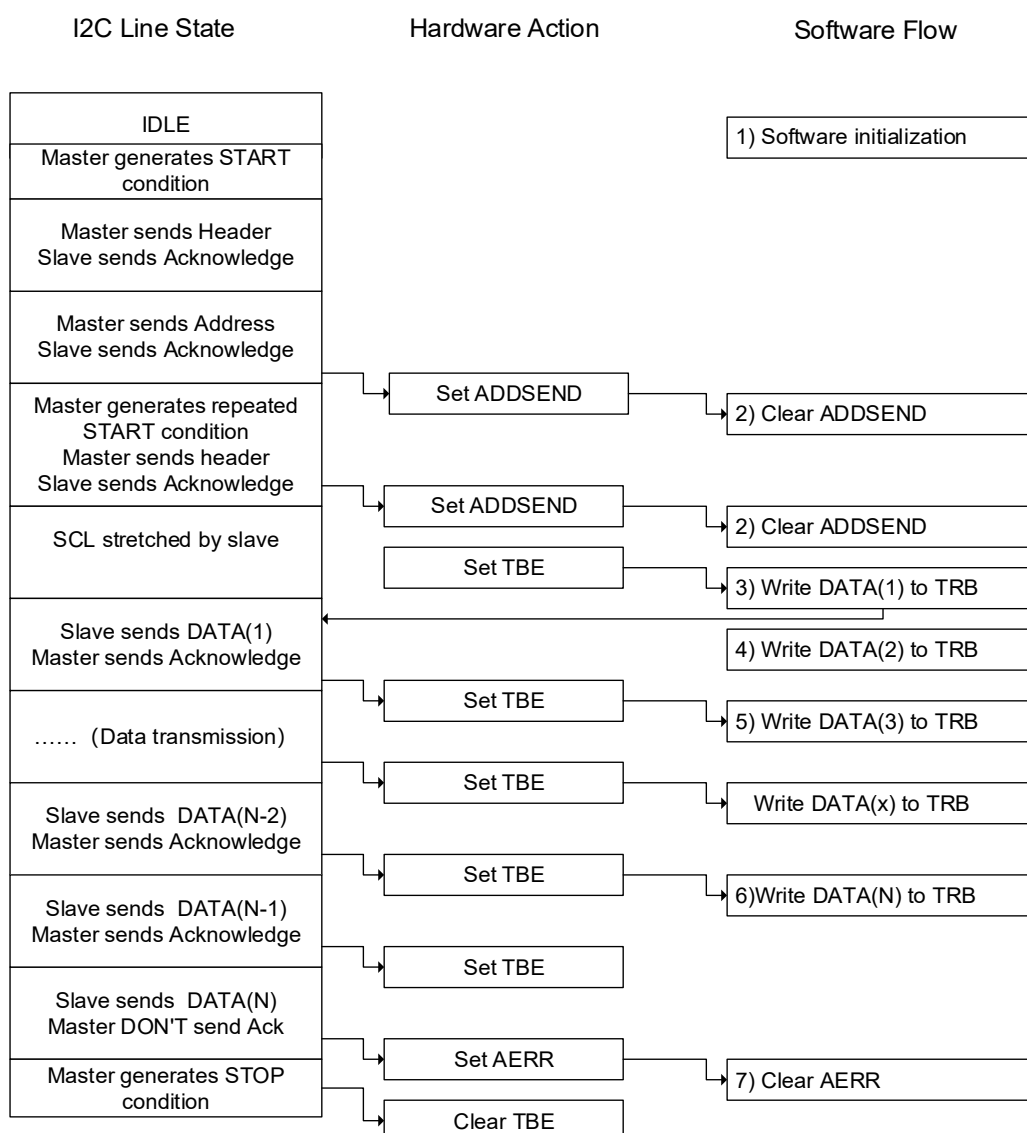 I2C Line State
Hardware Action
Software Flow
IDLE
1) Software initialization
Master generates START
condition
Master sends Header
Slave sends Acknowledge
Master sends Address
Slave sends Acknowledge
Set ADDSEND
2) Clear ADDSEND
Master generates repeated
START condition
Master sends header
Slave sends Acknowledge
Set ADDSEND
2) Clear ADDSEND
SCL stretched by slave
Set TBE
3) Write DATA(1) to TRB
Slave sends DATA(1)
Master sends Acknowledge
4) Write DATA(2) to TRB
Set TBE
5) Write DATA(3) to TRB
...... (Data transmission)
Set TBE
Write DATA(x) to TRB
Slave sends DATA(N-2)
Master sends Acknowledge
Set TBE
6)Write DATA(N) to TRB
Slave sends DATA(N-1)
Master sends Acknowledge
Set TBE
Slave sends DATA(N)
Master DON'T send Ack
Set AERR
7) Clear AERR
Master generates STOP
condition
Clear TBE